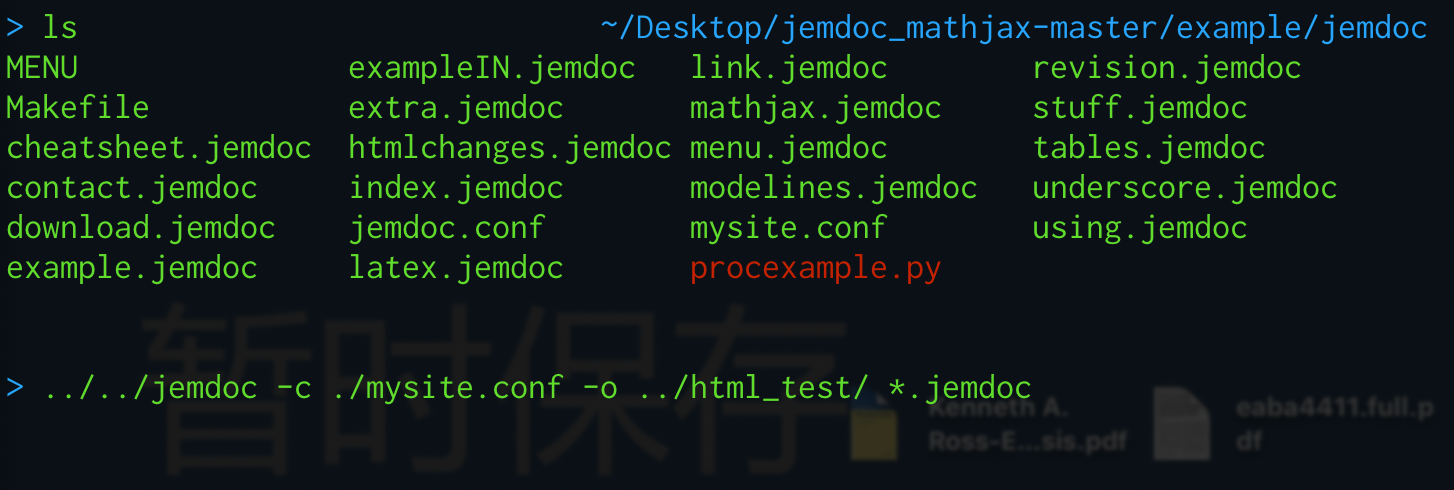 > ls ~/Desktop/jemdoc_mathjax-master/example/jemdoc
MENU exampleIN.jemdoc link.jemdoc revision.jemdoc
Makefile extra.jemdoc mathjax.jemdoc stuff.jemdoc
cheatsheet.jemdoc htmlchanges.jemdoc menu.jemdoc tables.jemdoc
contact.jemdoc index.jemdoc modelines.jemdoc underscore.jemdoc
download.jemdoc jemdoc.conf mysite.conf using.jemdoc
example.jemdoc latex.jemdoc procexample.py
暂时保存
> ../../jemdoc -c ./mysite.conf -o ../html_test/ *.jemdoc
Kenneth A. eaba4411.full.p
Ross-E...sis.pdf df